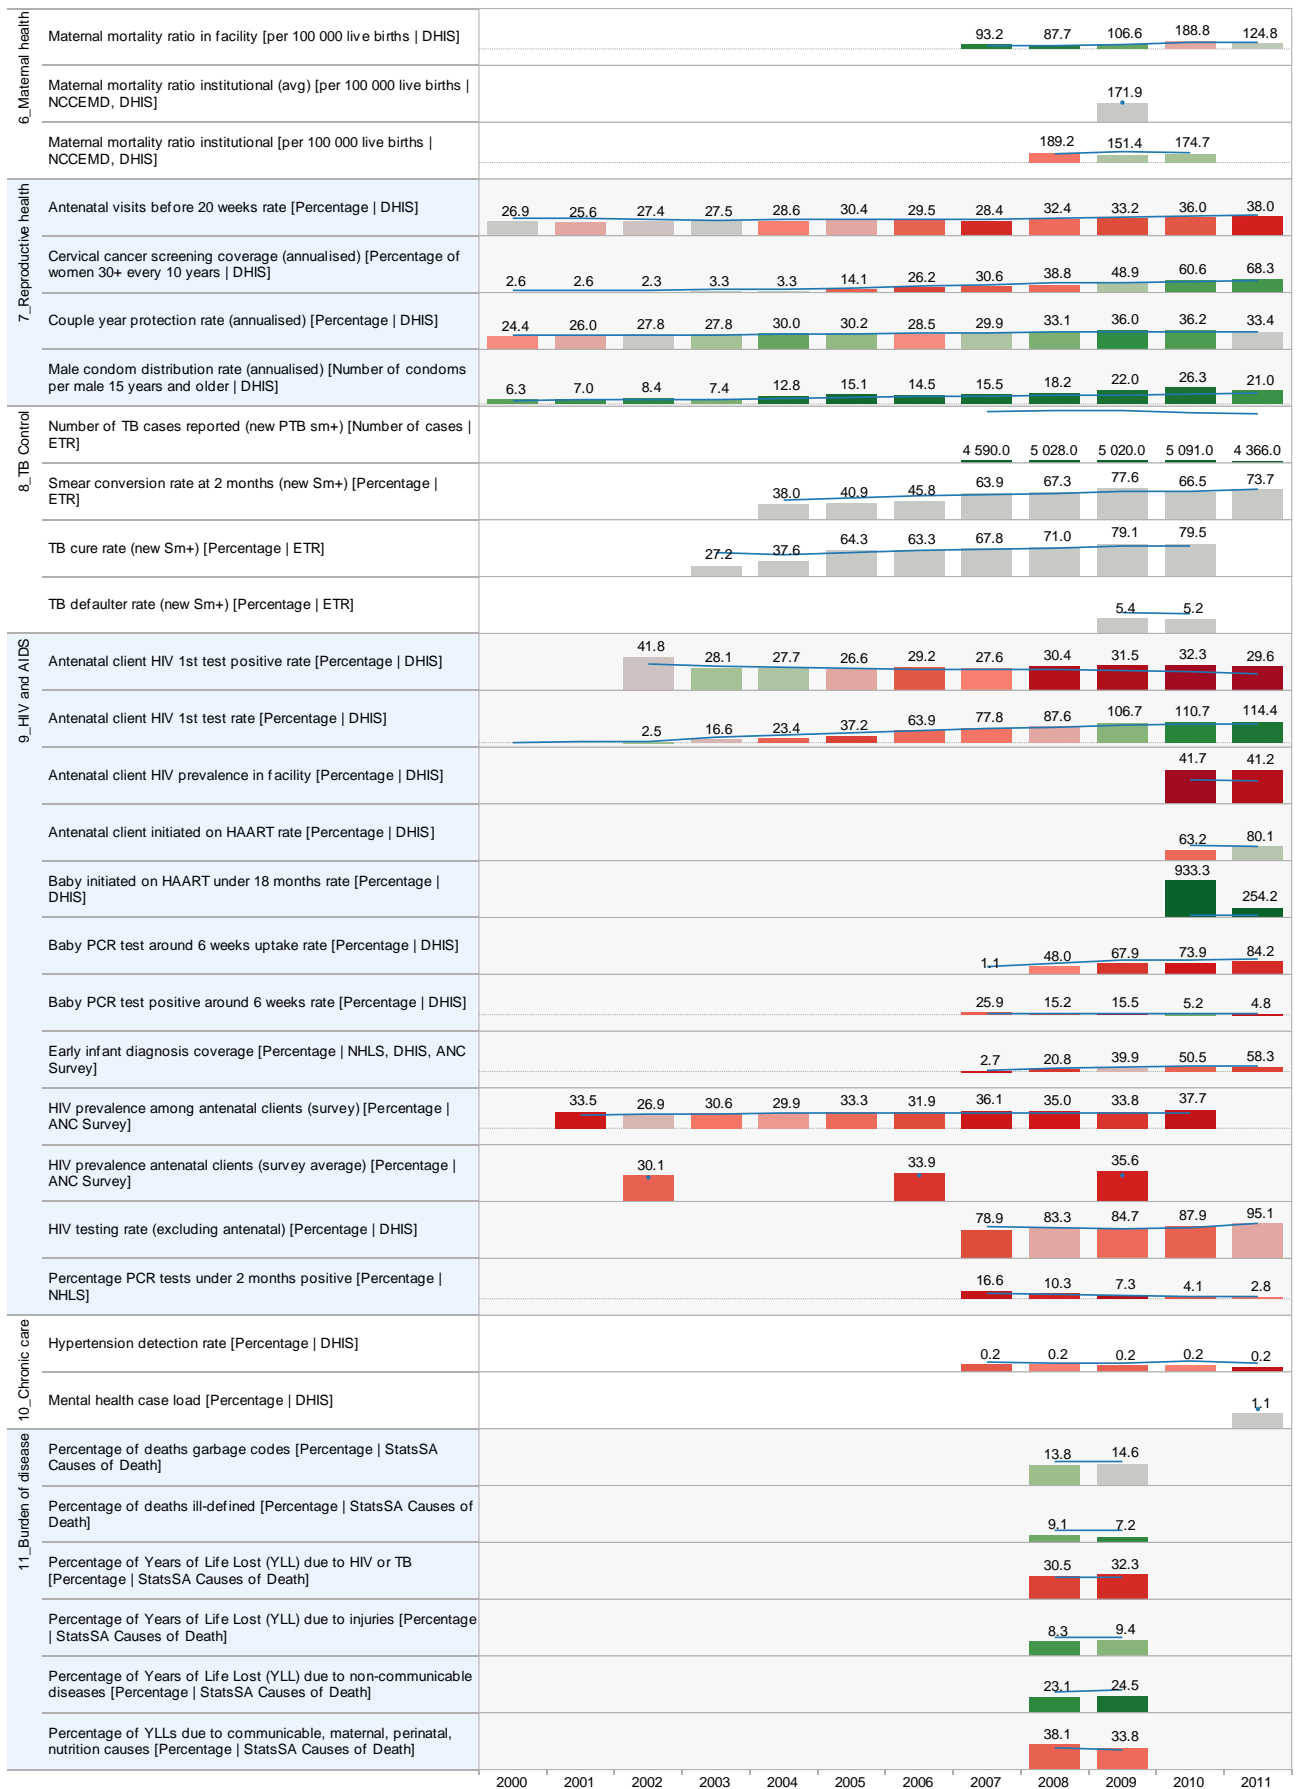 6_Maternal health
Maternal mortality ratio in facility [per 100 000 live births | DHIS]
93.2 87.7 106.6 188.8 124.8
Maternal mortality ratio institutional (avg) [per 100 000 live births |
NCCEMD, DHIS]
171.9
Maternal mortality ratio institutional [per 100 000 live births |
NCCEMD, DHIS]
189.2 151.4 174.7
7_Reproductive health
Antenatal visits before 20 weeks rate [Percentage | DHIS]
26.9 25.6 27.4 27.5 28.6 30.4 29.5 28.4 32.4 33.2 36.0 38.0
Cervical cancer screening coverage (annualised) [Percentage of
women 30+ every 10 years | DHIS]
2.6 2.6 2.3 3.3 3.3 14.1 26.2 30.6 38.8 48.9 60.6 68.3
Couple year protection rate (annualised) [Percentage | DHIS]
24.4 26.0 27.8 27.8 30.0 30.2 28.5 29.9 33.1 36.0 36.2 33.4
Male condom distribution rate (annualised) [Number of condoms
per male 15 years and older | DHIS]
6.3 7.0 8.4 7.4 12.8 15.1 14.5 15.5 18.2 22.0 26.3 21.0
8_TB Control
Number of TB cases reported (new PTB sm+) [Number of cases |
ETR]
4 590.0 5 028.0 5 020.0 5 091.0 4 366.0
Smear conversion rate at 2 months (new Sm+) [Percentage |
ETR]
38.0 40.9 45.8 63.9 67.3 77.6 66.5 73.7
TB cure rate (new Sm+) [Percentage | ETR]
27.2 37.6 64.3 63.3 67.8 71.0 79.1 79.5
TB defaulter rate (new Sm+) [Percentage | ETR]
5.4 5.2
9_HIV and AIDS
Antenatal client HIV 1st test positive rate [Percentage | DHIS]
41.8 28.1 27.7 26.6 29.2 27.6 30.4 31.5 32.3 29.6
Antenatal client HIV 1st test rate [Percentage | DHIS]
2.5 16.6 23.4 37.2 63.9 77.8 87.6 106.7 110.7 114.4
Antenatal client HIV prevalence in facility [Percentage | DHIS]
41.7 41.2
Antenatal client initiated on HAART rate [Percentage | DHIS]
63.2 80.1
Baby initiated on HAART under 18 months rate [Percentage |
DHIS]
933.3 254.2
Baby PCR test around 6 weeks uptake rate [Percentage | DHIS]
1.1 48.0 67.9 73.9 84.2
Baby PCR test positive around 6 weeks rate [Percentage | DHIS]
25.9 15.2 15.5 5.2 4.8
Early infant diagnosis coverage [Percentage | NHLS, DHIS, ANC
Survey]
2.7 20.8 39.9 50.5 58.3
HIV prevalence among antenatal clients (survey) [Percentage |
ANC Survey]
33.5 26.9 30.6 29.9 33.3 31.9 36.1 35.0 33.8 37.7
HIV prevalence antenatal clients (survey average) [Percentage |
ANC Survey]
30.1 33.9 35.6
HIV testing rate (excluding antenatal) [Percentage | DHIS]
78.9 83.3 84.7 87.9 95.1
Percentage PCR tests under 2 months positive [Percentage |
NHLS]
16.6 10.3 7.3 4.1 2.8
10_Chronic care
Hypertension detection rate [Percentage | DHIS]
0.2 0.2 0.2 0.2 0.2
Mental health case load [Percentage | DHIS]
1.1
11_Burden of disease
Percentage of deaths garbage codes [Percentage | StatsSA
Causes of Death]
13.8 14.6
Percentage of deaths ill-defined [Percentage | StatsSA Causes of
Death]
9.1 7.2
Percentage of Years of Life Lost (YLL) due to HIV or TB
[Percentage | StatsSA Causes of Death]
30.5 32.3
Percentage of Years of Life Lost (YLL) due to injuries [Percentage
| StatsSA Causes of Death]
8.3 9.4
Percentage of Years of Life Lost (YLL) due to non-communicable
diseases [Percentage | StatsSA Causes of Death]
23.1 24.5
Percentage of YLLs due to communicable, maternal, perinatal,
nutrition causes [Percentage | StatsSA Causes of Death]
38.1 33.8
2000 2001 2002 2003 2004 2005 2006 2007 2008 2009 2010 2011